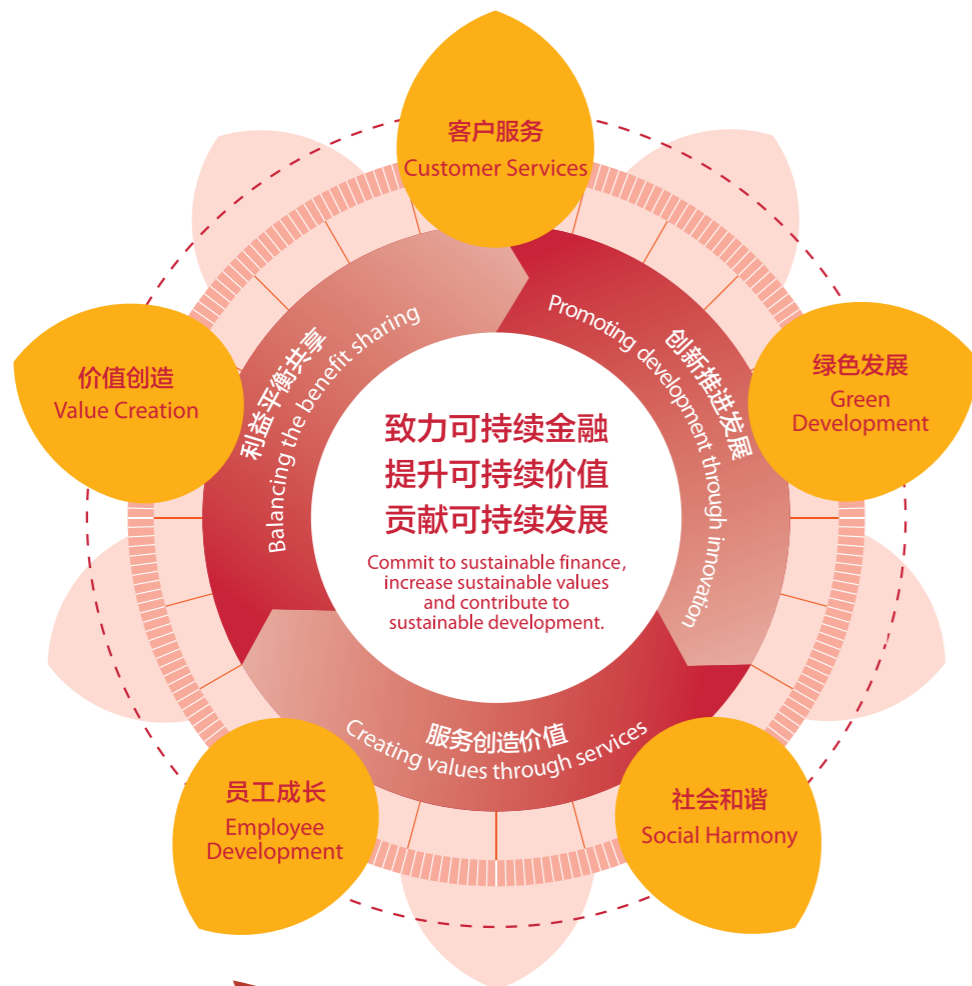 客户服务
Customer Services
价值创造
Value Creation
绿色发展
Green
Development
利益平衡共享
Balancing the benefit sharing
创新推进发展
Promoting development through innovation
致力可持续金融
提升可持续价值
贡献可持续发展
Commit to sustainable finance,
increase sustainable values
and contribute to
sustainable development.
服务创造价值
Creating values through services
员工成长
Employee
Development
社会和谐
Social Harmony